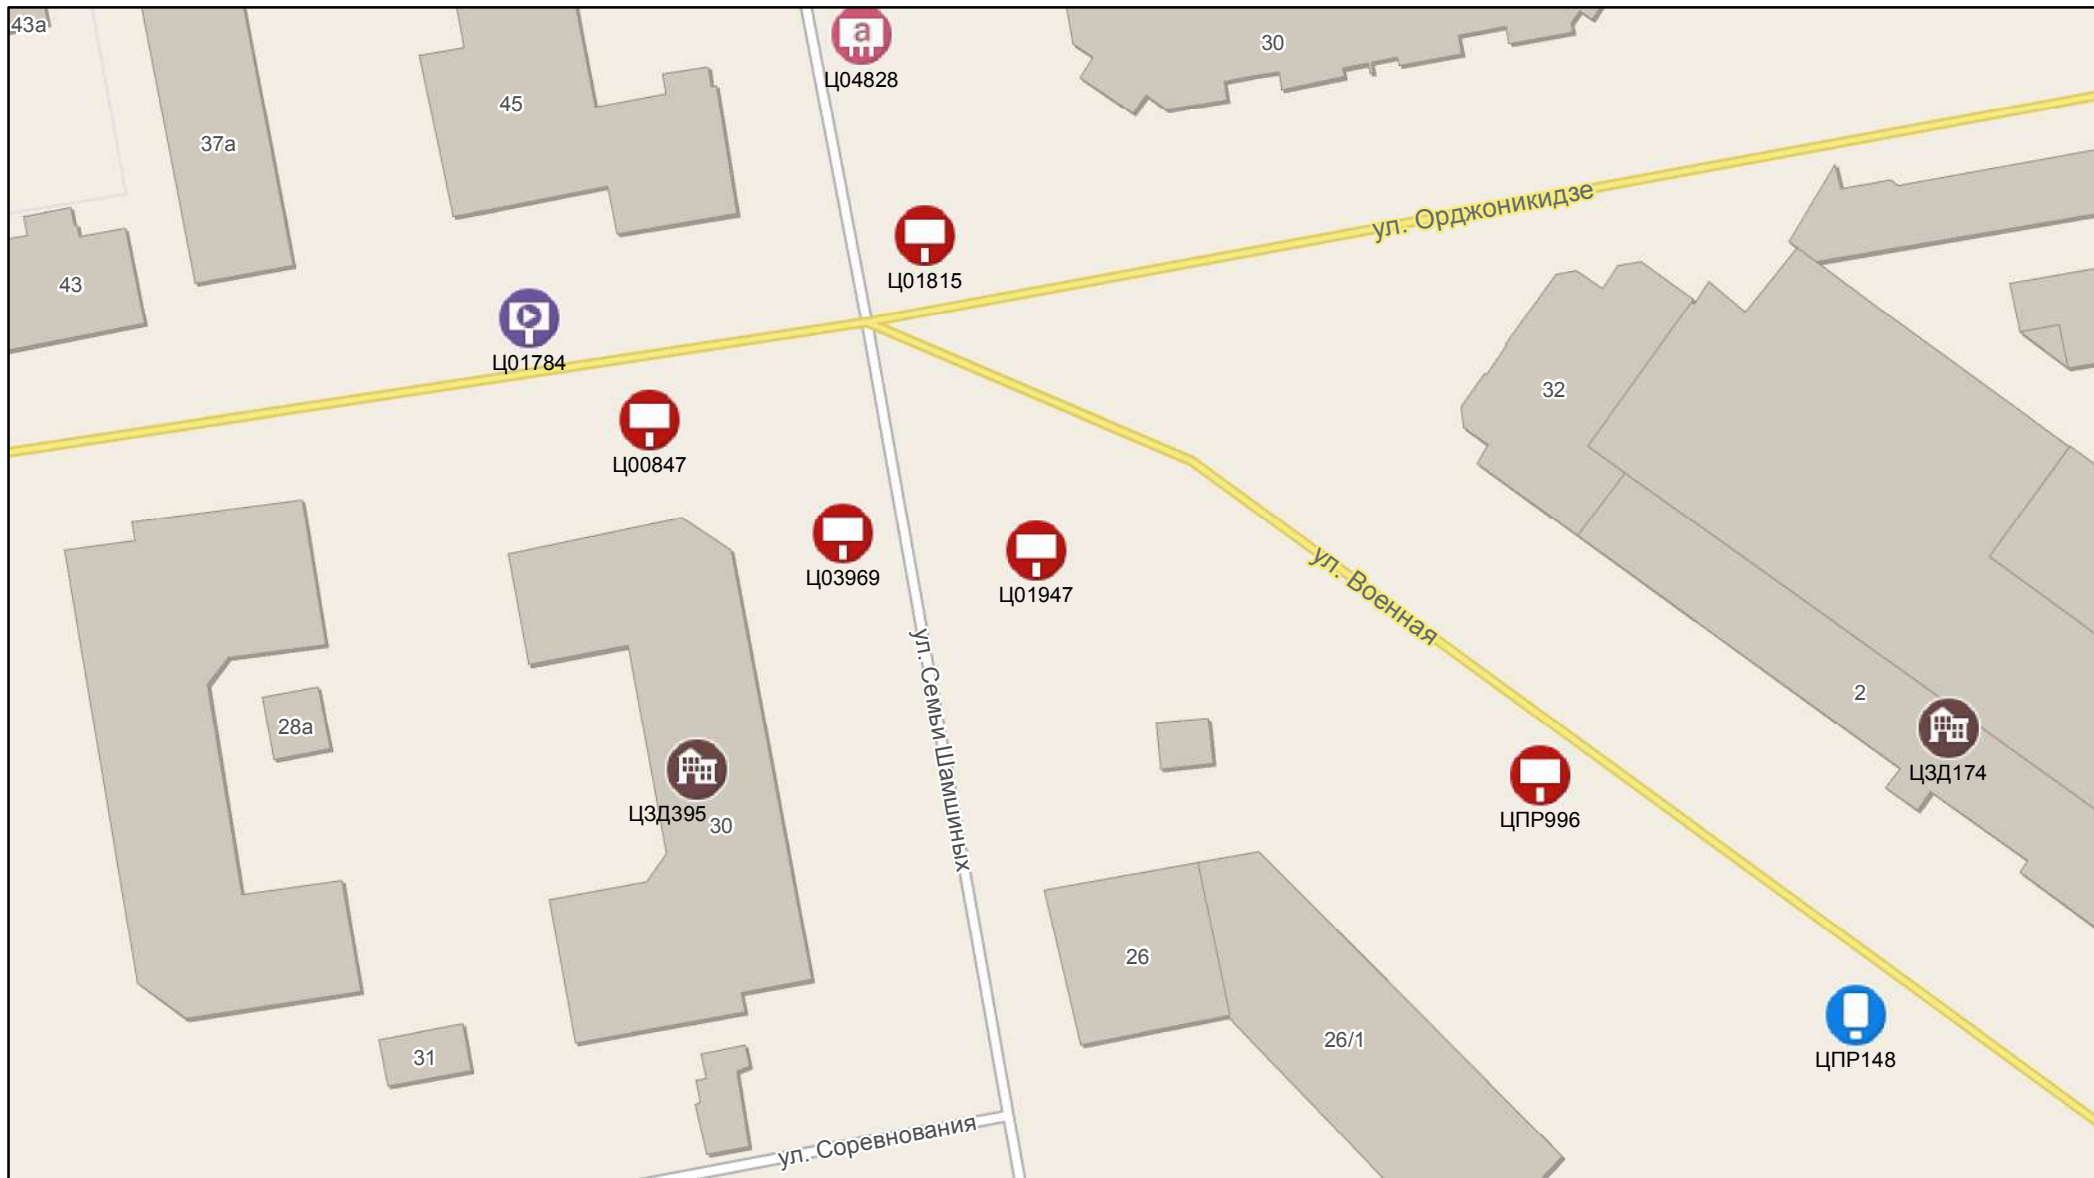 43а
Ц04828
30
45
37а
ул. Орджоникидзе
Ц01815
43
Ц01784
32
Ц00847
Ц03969
Ц01947
ул. Военная
ул. Семьи Шамшиных
2
28а
ЦЗД174
ЦЗД395
30
ЦПР996
26
26/1
31
ЦПР148
ул. Соревнования